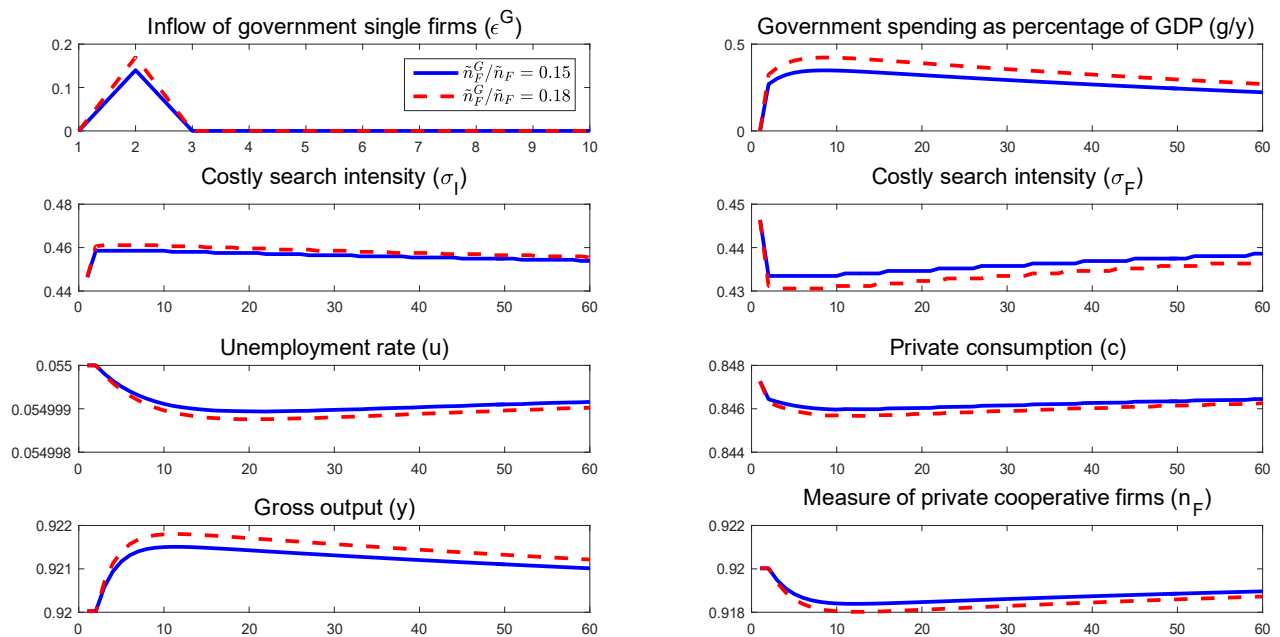 Inflow of government single firms (ϵ^G)
0.2
0.1
0
1 2 3 4 5 6 7 8 9 10
ñ_F^G/ñ_F = 0.15
ñ_F^G/ñ_F = 0.18
Government spending as percentage of GDP (g/y)
0.5
0
0 10 20 30 40 50 60
Costly search intensity (σ_I)
0.48
0.46
0.44
0 10 20 30 40 50 60
Costly search intensity (σ_F)
0.45
0.44
0.43
0 10 20 30 40 50 60
Unemployment rate (u)
0.055
0.054999
0.054998
0 10 20 30 40 50 60
Private consumption (c)
0.848
0.846
0.844
0 10 20 30 40 50 60
Gross output (y)
0.922
0.921
0.92
0 10 20 30 40 50 60
Measure of private cooperative firms (n_F)
0.922
0.92
0.918
0 10 20 30 40 50 60